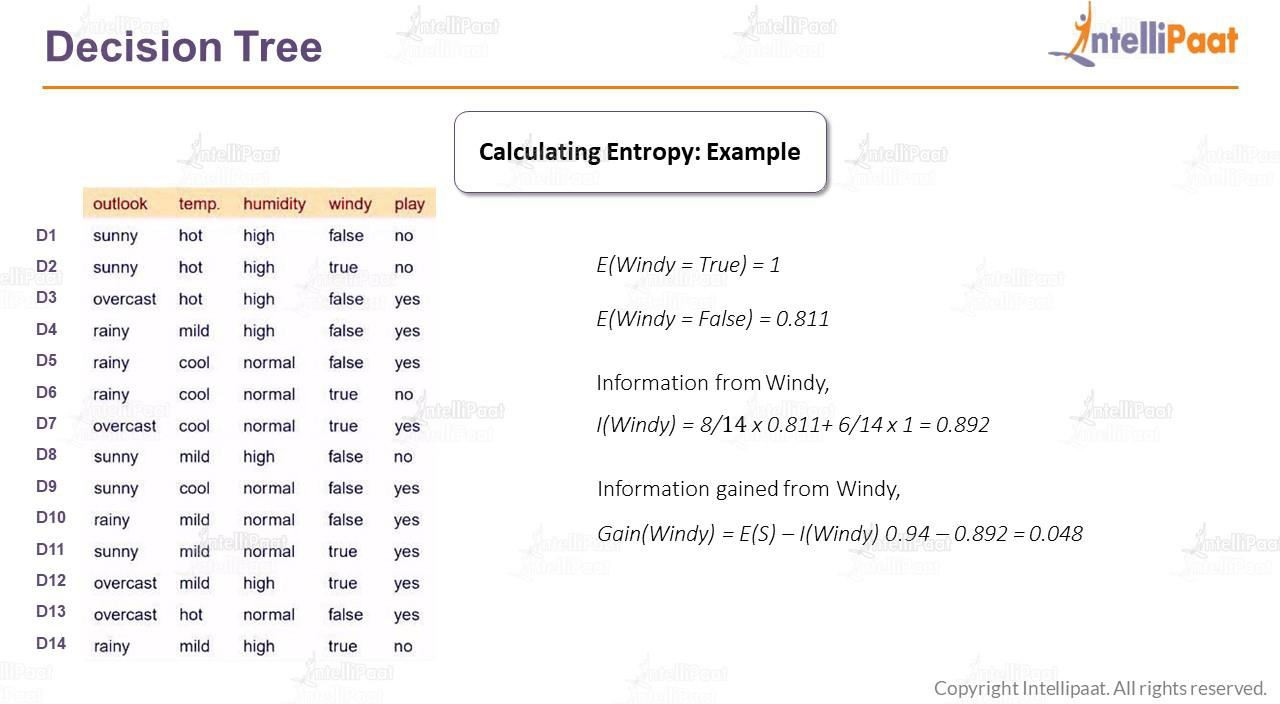 Decision Tree
IntelliPaat
Calculating Entropy: Example
outlook temp. humidity windy play
D1 sunny hot high false no
D2 sunny hot high true no
D3 overcast hot high false yes
D4 rainy mild high false yes
D5 rainy cool normal false yes
D6 rainy cool normal true no
D7 overcast cool normal true yes
D8 sunny mild high false no
D9 sunny cool normal false yes
D10 rainy mild normal false yes
D11 sunny mild normal true yes
D12 overcast mild high true yes
D13 overcast hot normal false yes
D14 rainy mild high true no
E(Windy = True) = 1
E(Windy = False) = 0.811
Information from Windy,
I(Windy) = 8/14 x 0.811+ 6/14 x 1 = 0.892
Information gained from Windy,
Gain(Windy) = E(S) – I(Windy) 0.94 – 0.892 = 0.048
Copyright Intellipaat. All rights reserved.